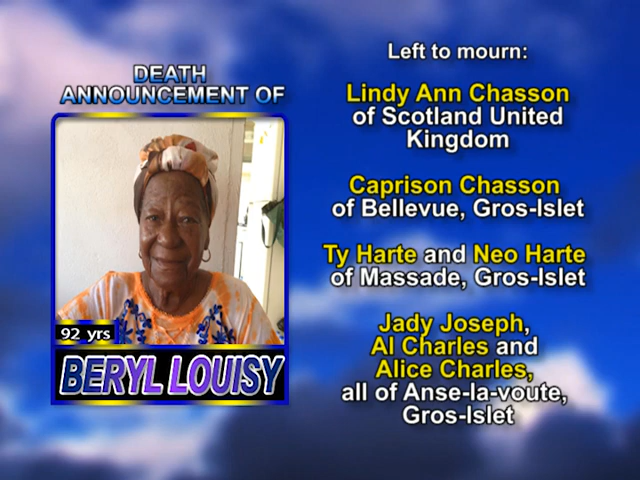 DEATH
ANNOUNCEMENT OF
92 yrs
BERYL LOUISY
Left to mourn:
Lindy Ann Chasson
of Scotland United
Kingdom
Caprison Chasson
of Bellevue, Gros-Islet
Ty Harte and Neo Harte
of Massade, Gros-Islet
Jady Joseph,
Al Charles and
Alice Charles,
all of Anse-la-voute,
Gros-Islet